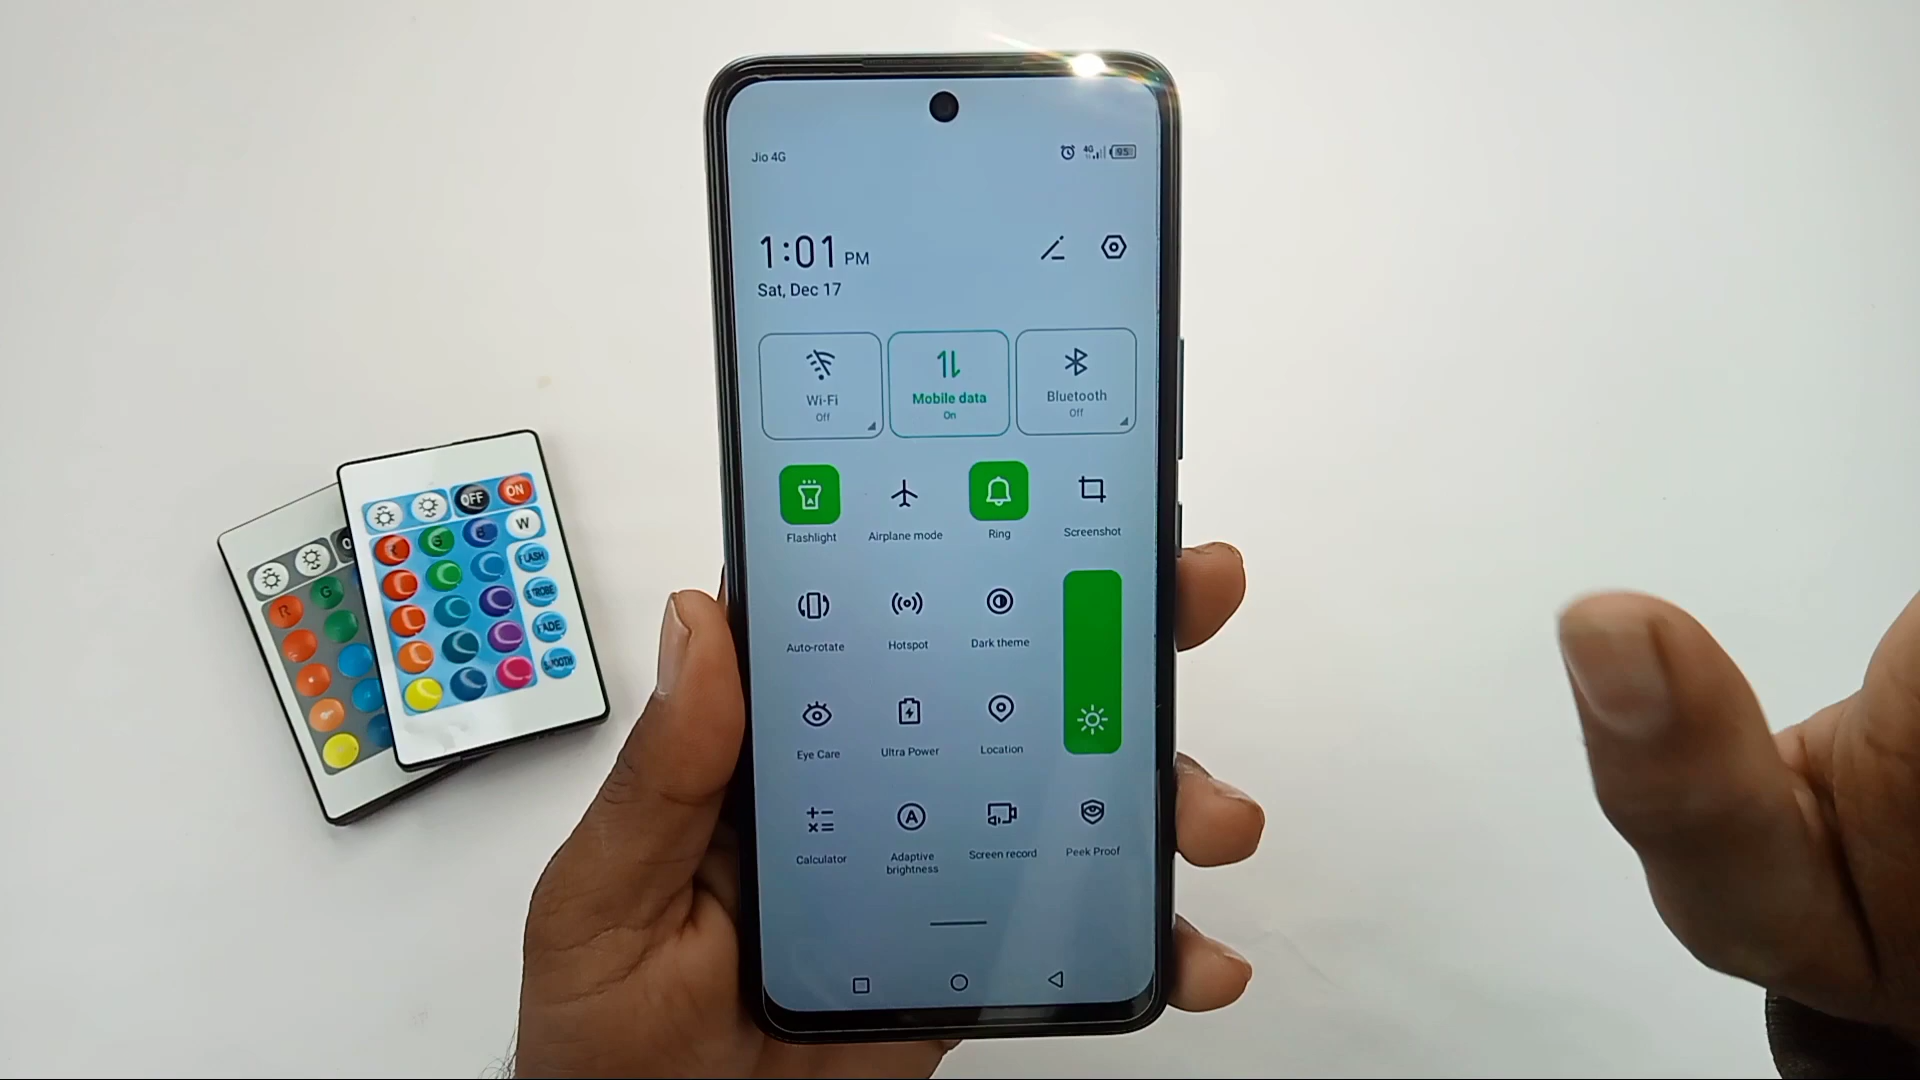 Jio 4G
4G
95
1:01 PM
Sat, Dec 17
Wi-Fi
Off
Mobile data
On
Bluetooth
Off
Flashlight
Airplane mode
Ring
Screenshot
Auto-rotate
Hotspot
Dark theme
Eye Care
Ultra Power
Location
Calculator
A
Adaptive
brightness
Screen record
Peek Proof
OFF
ON
R
G
B
W
FLASH
STROBE
FADE
SMOOTH
R
G